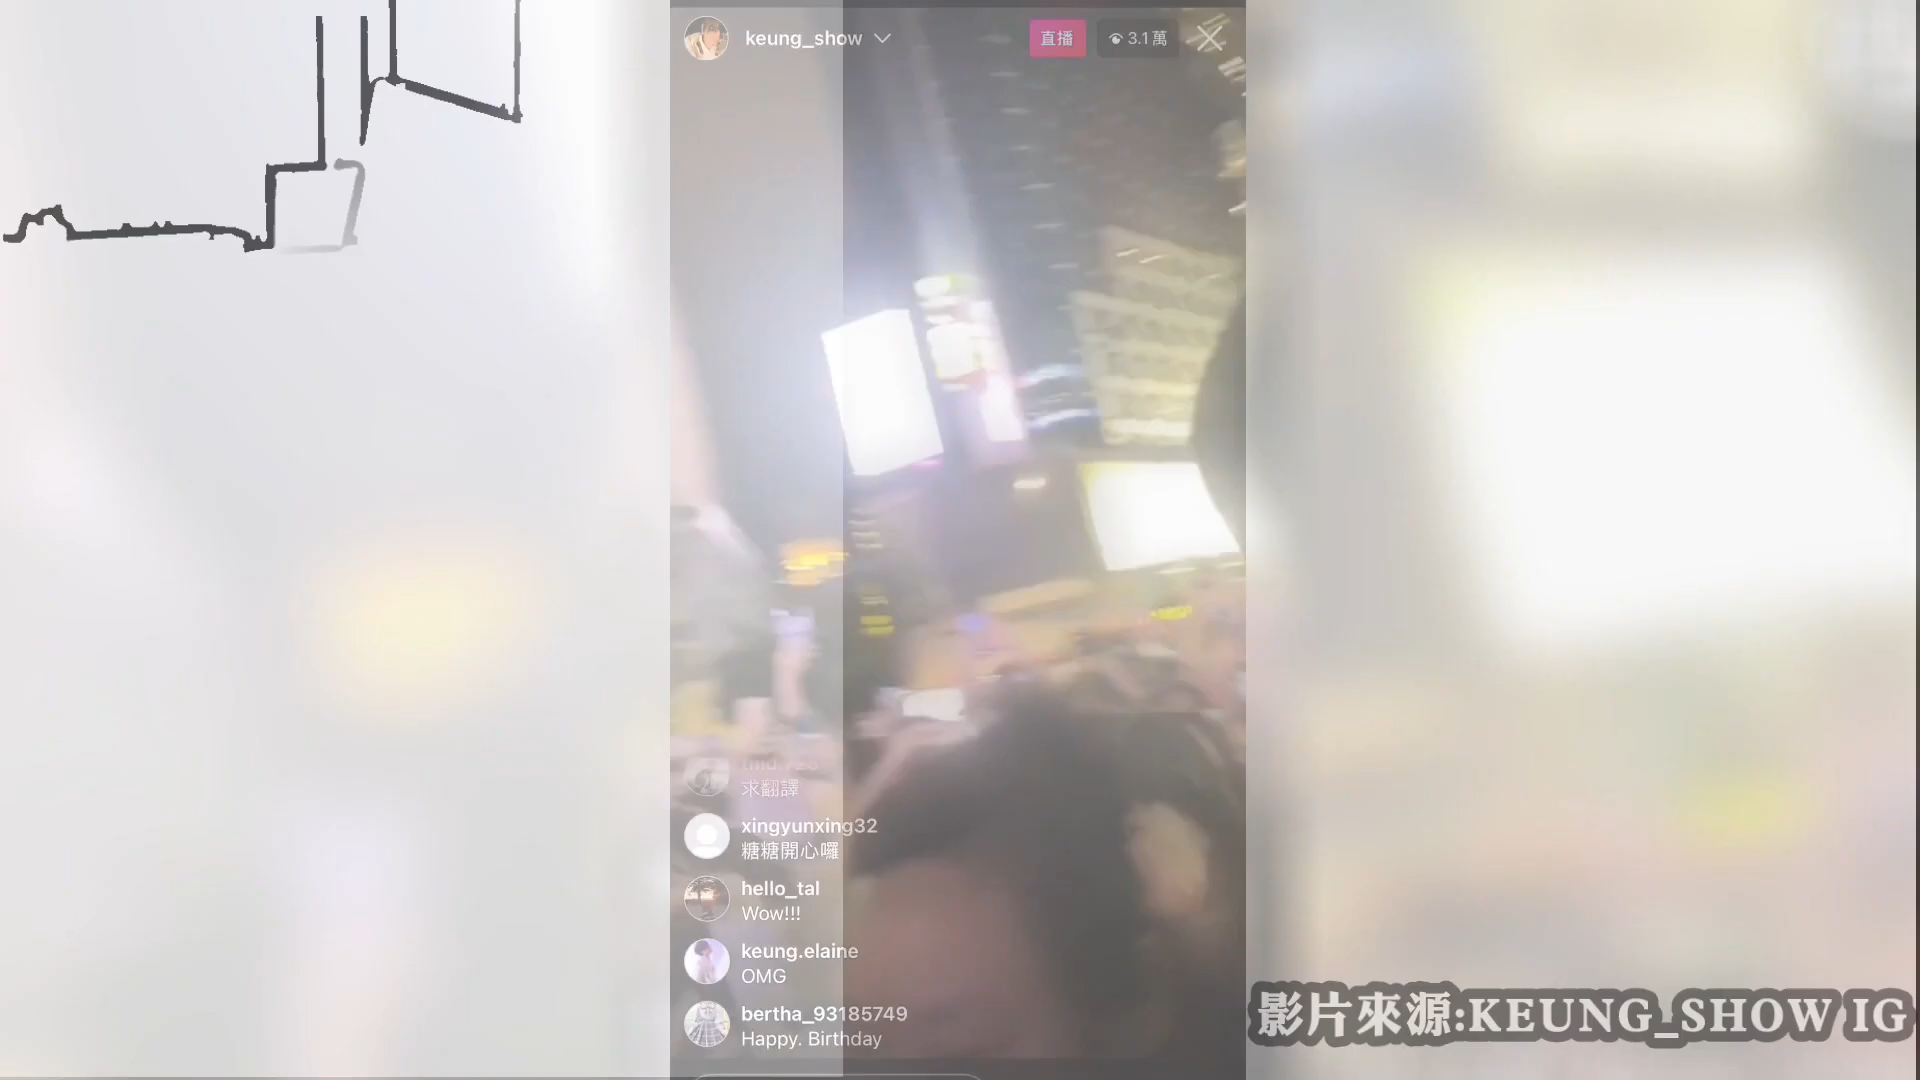 keung_show
直播
3.1萬
求翻譯
xingyunxing32
糖糖開心囉
hello_tal
Wow!!!
keung.elaine
OMG
bertha_93185749
Happy. Birthday
影片來源:KEUNG_SHOW IG